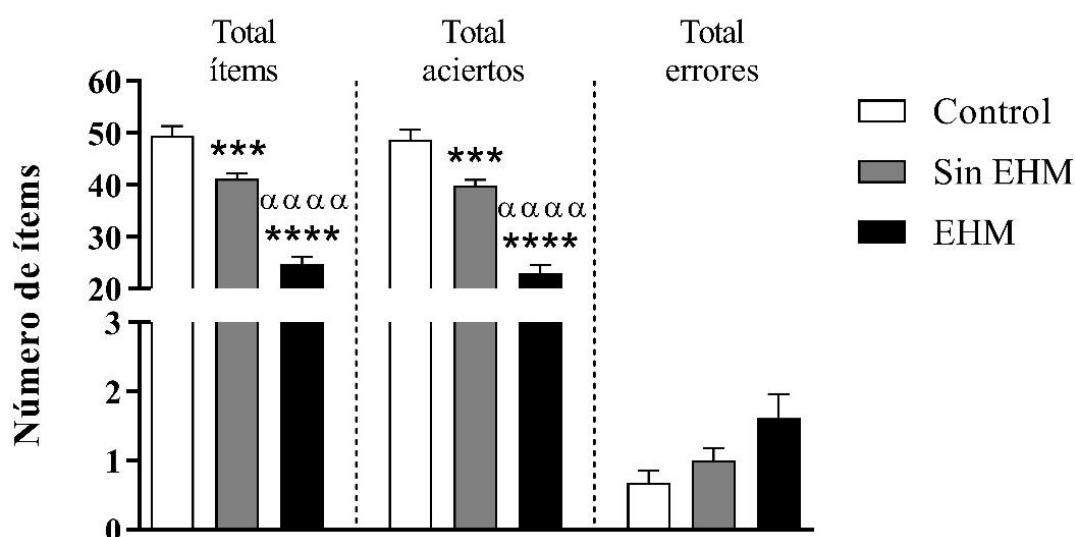 Total
ítems
Total
aciertos
Total
errores
60
50
40
30
20
3
2
1
0
Número de ítems
***
αααα
****
***
αααα
****
Control
Sin EHM
EHM